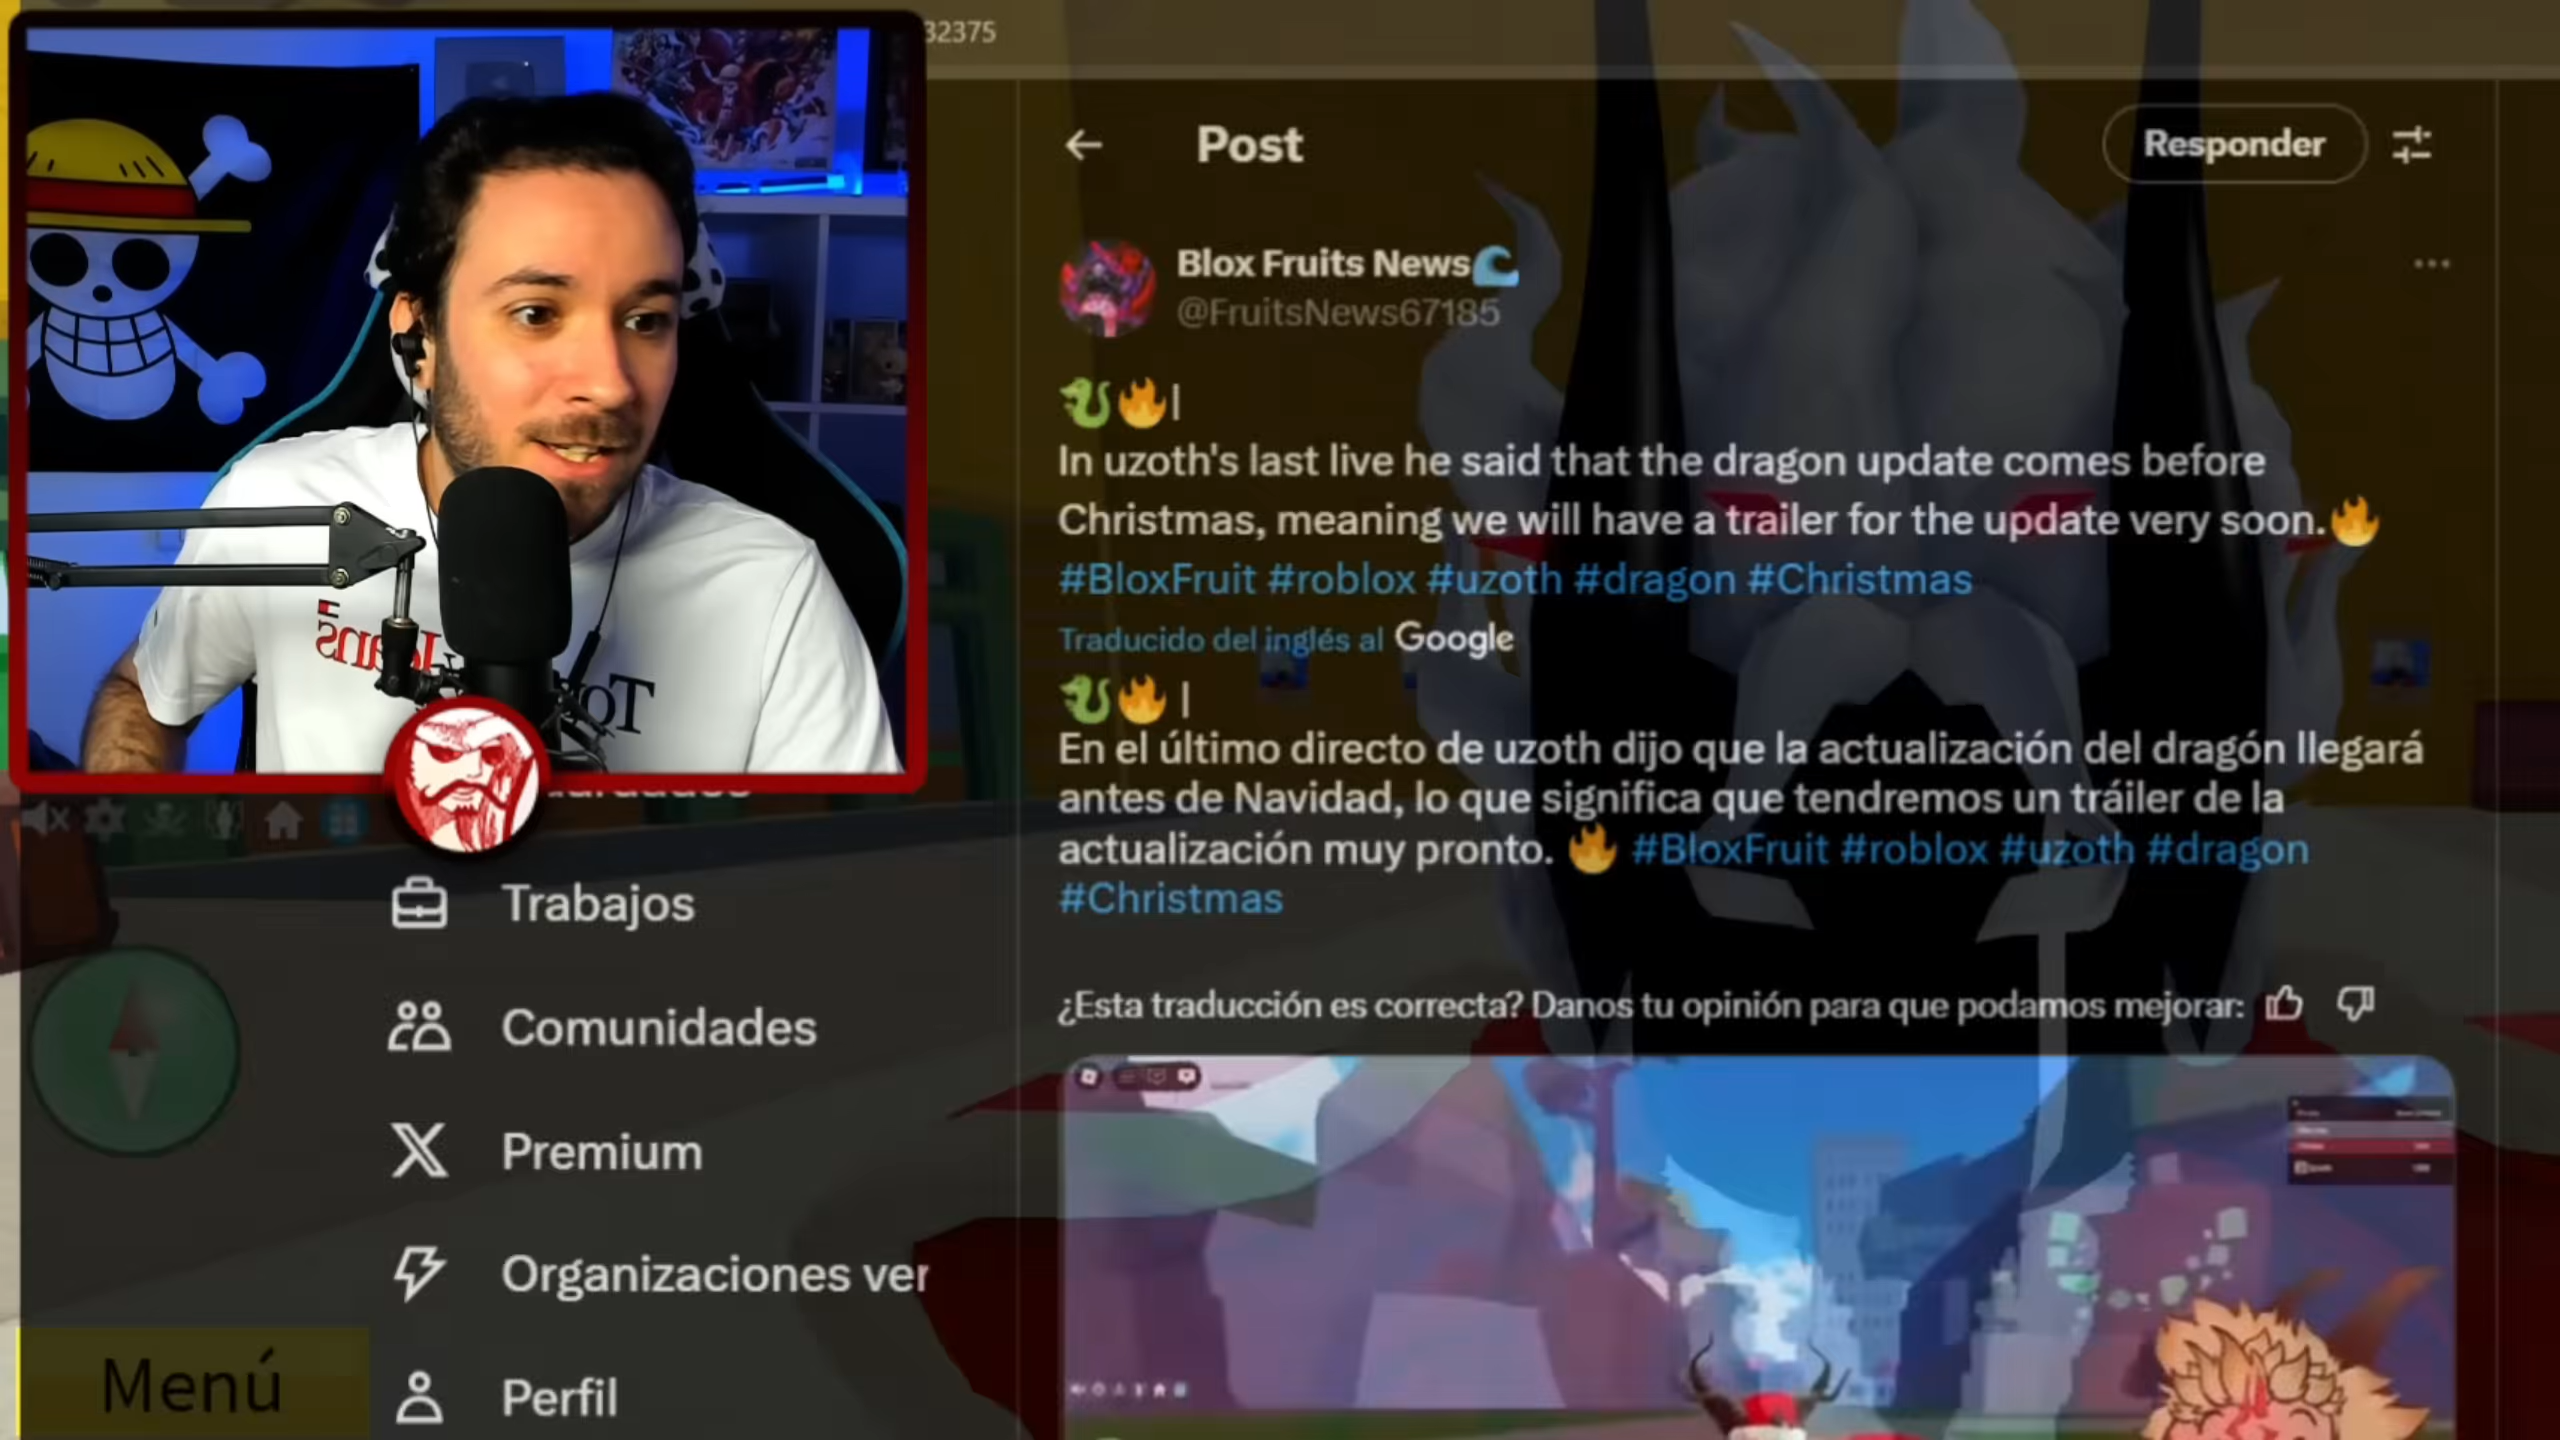 32375
Post
Responder
Blox Fruits News
@FruitsNews67185
In uzoth's last live he said that the dragon update comes before
Christmas, meaning we will have a trailer for the update very soon.🔥
#BloxFruit #roblox #uzoth #dragon #Christmas
Traducido del inglés al Google
En el último directo de uzoth dijo que la actualización del dragón llegará
antes de Navidad, lo que significa que tendremos un tráiler de la
actualización muy pronto. 🔥 #BloxFruit #roblox #uzoth #dragon
#Christmas
¿Esta traducción es correcta? Danos tu opinión para que podamos mejorar:
Trabajos
Comunidades
Premium
Organizaciones ver
Perfil
Menú